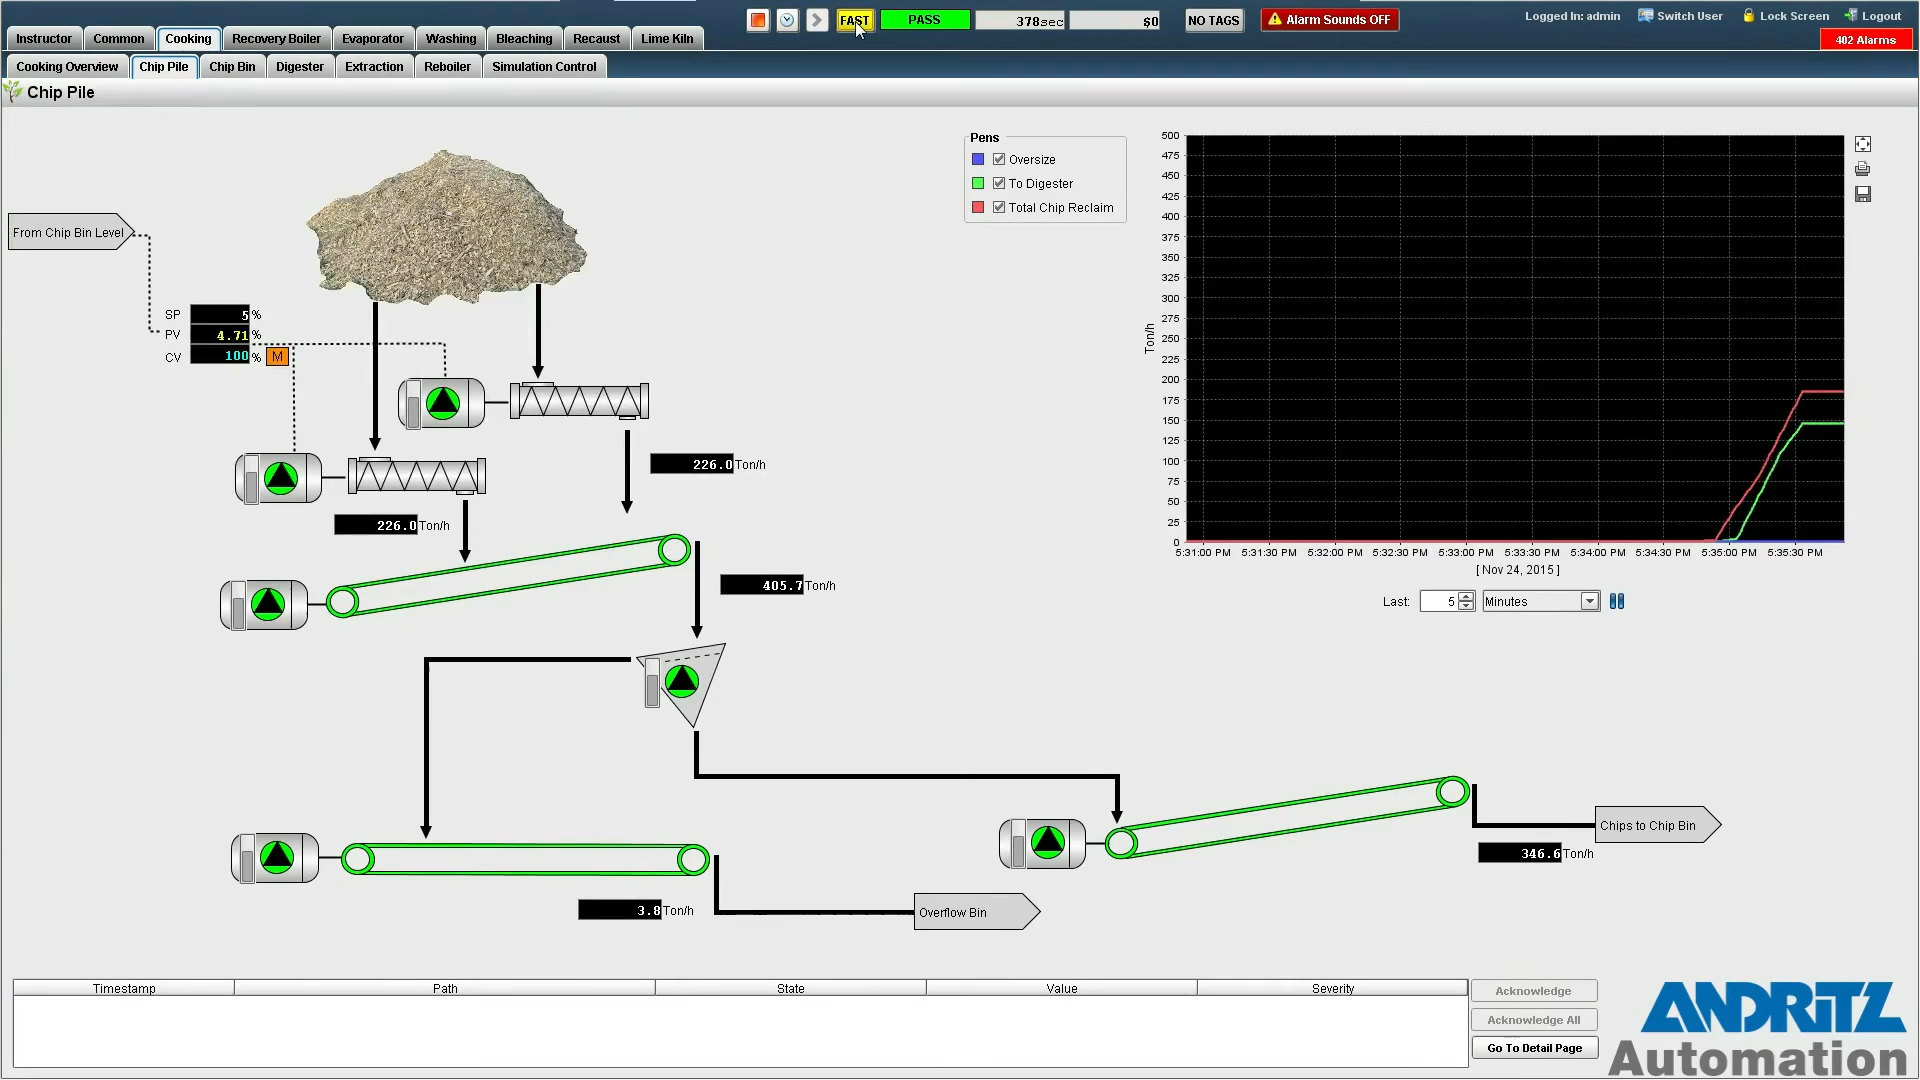 FAST PASS 378sec $0 NO TAGS Alarm Sounds OFF Logged In: admin Switch User Lock Screen Logout
Instructor Common Cooking Recovery Boiler Evaporator Washing Bleaching Recaust Lime Kiln 402 Alarms
Cooking Overview Chip Pile Chip Bin Digester Extraction Reboiler Simulation Control
Chip Pile
Pens
Oversize
To Digester
Total Chip Reclaim
500
475
450
425
400
375
350
325
300
275
250
225
200
175
150
125
100
75
50
25
0
Ton/h
5:31:00 PM 5:31:30 PM 5:32:00 PM 5:32:30 PM 5:33:00 PM 5:33:30 PM 5:34:00 PM 5:34:30 PM 5:35:00 PM 5:35:30 PM
[ Nov 24, 2015 ]
Last: 5 Minutes
From Chip Bin Level
SP 5 %
PV 4.71 %
CV 100 % M
226.0 Ton/h
226.0 Ton/h
405.7 Ton/h
Chips to Chip Bin
346.6 Ton/h
3.8 Ton/h
Overflow Bin
Timestamp Path State Value Severity
Acknowledge
Acknowledge All
Go To Detail Page
ANDRITZ
Automation